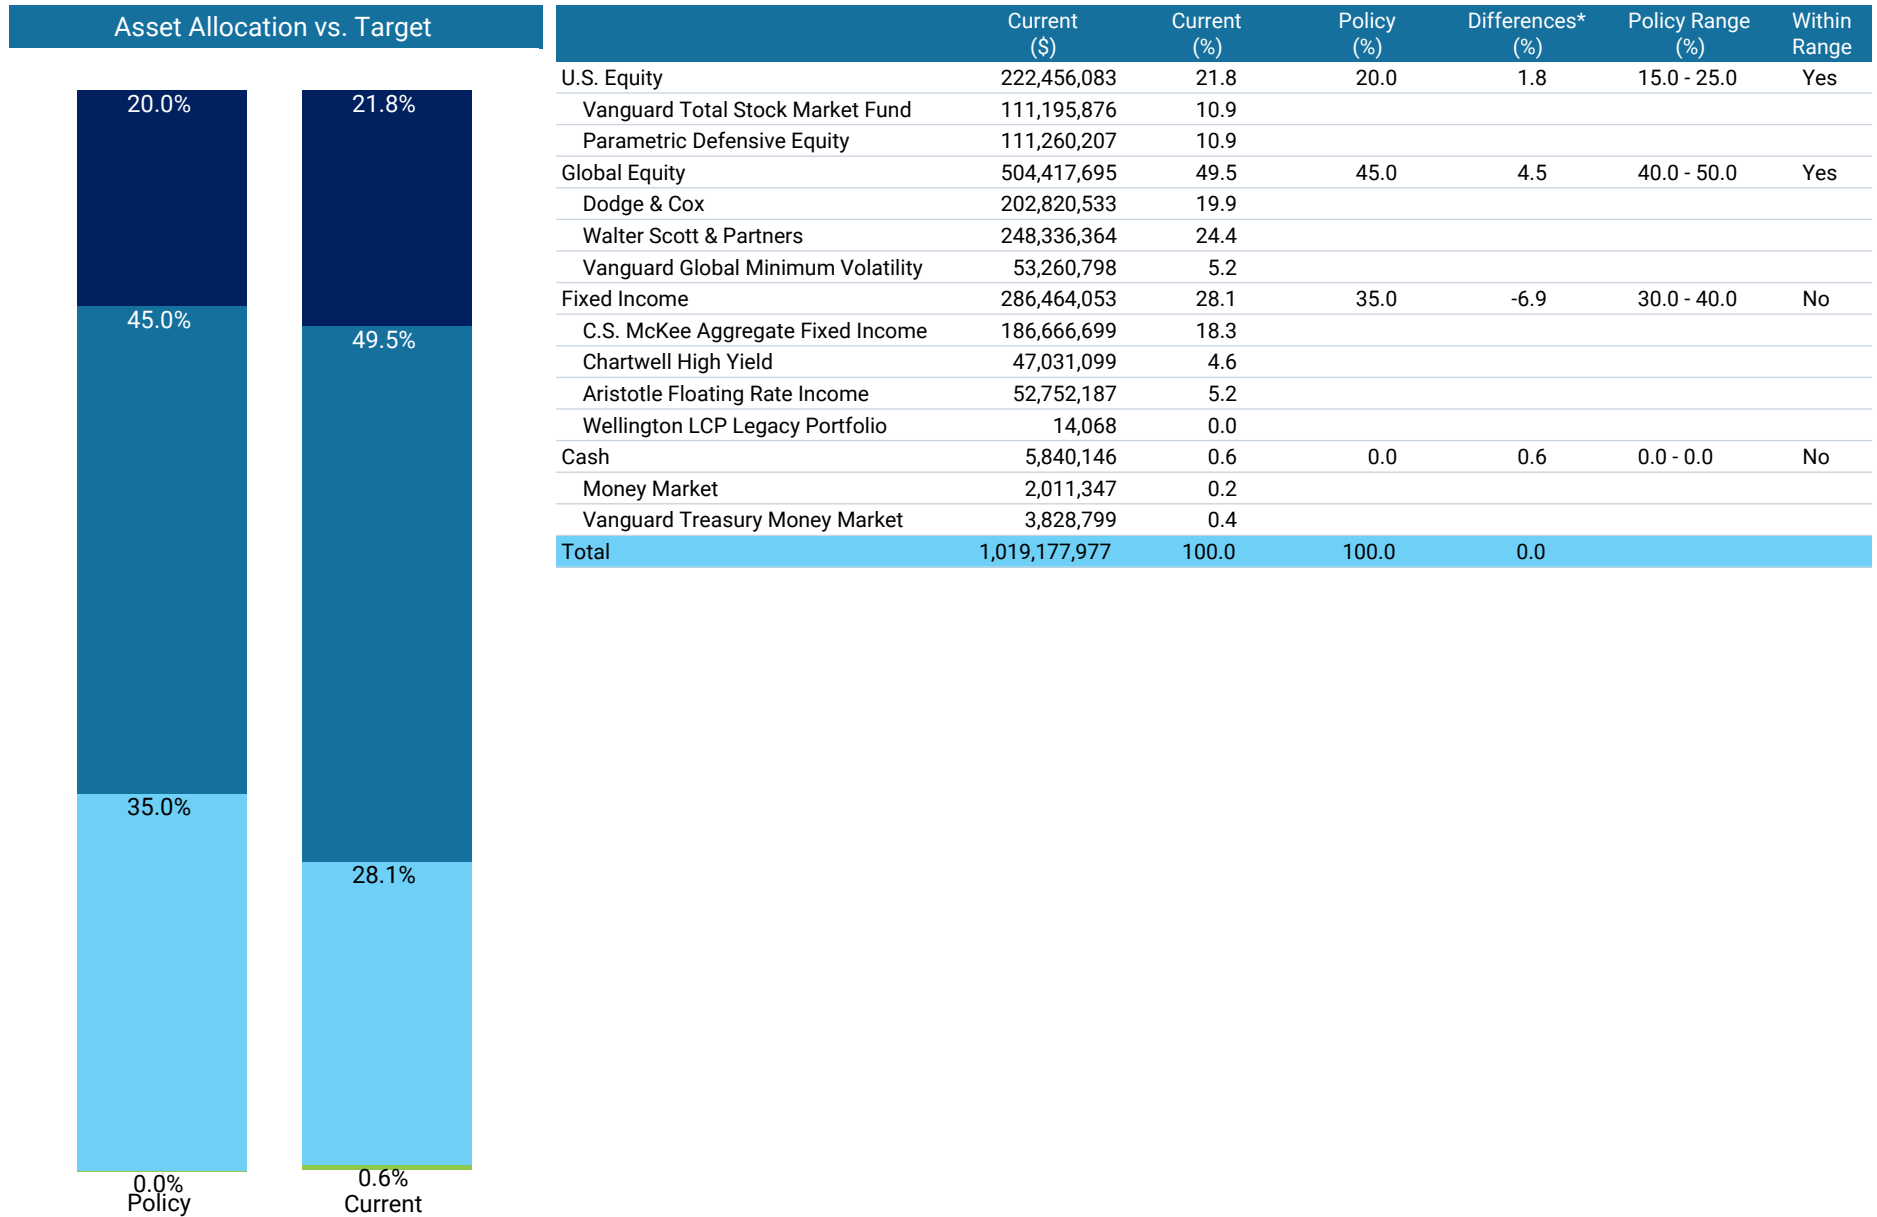 Asset Allocation vs. Target
20.0% 21.8%
45.0%
49.5%
35.0%
28.1%
0.0% 0.6%
Policy Current
Current Current Policy Differences* Policy Range Within
($) (%) (%) (%) (%) Range
U.S. Equity 222,456,083 21.8 20.0 1.8 15.0 - 25.0 Yes
Vanguard Total Stock Market Fund 111,195,876 10.9
Parametric Defensive Equity 111,260,207 10.9
Global Equity 504,417,695 49.5 45.0 4.5 40.0 - 50.0 Yes
Dodge & Cox 202,820,533 19.9
Walter Scott & Partners 248,336,364 24.4
Vanguard Global Minimum Volatility 53,260,798 5.2
Fixed Income 286,464,053 28.1 35.0 -6.9 30.0 - 40.0 No
C.S. McKee Aggregate Fixed Income 186,666,699 18.3
Chartwell High Yield 47,031,099 4.6
Aristotle Floating Rate Income 52,752,187 5.2
Wellington LCP Legacy Portfolio 14,068 0.0
Cash 5,840,146 0.6 0.0 0.6 0.0 - 0.0 No
Money Market 2,011,347 0.2
Vanguard Treasury Money Market 3,828,799 0.4
Total 1,019,177,977 100.0 100.0 0.0